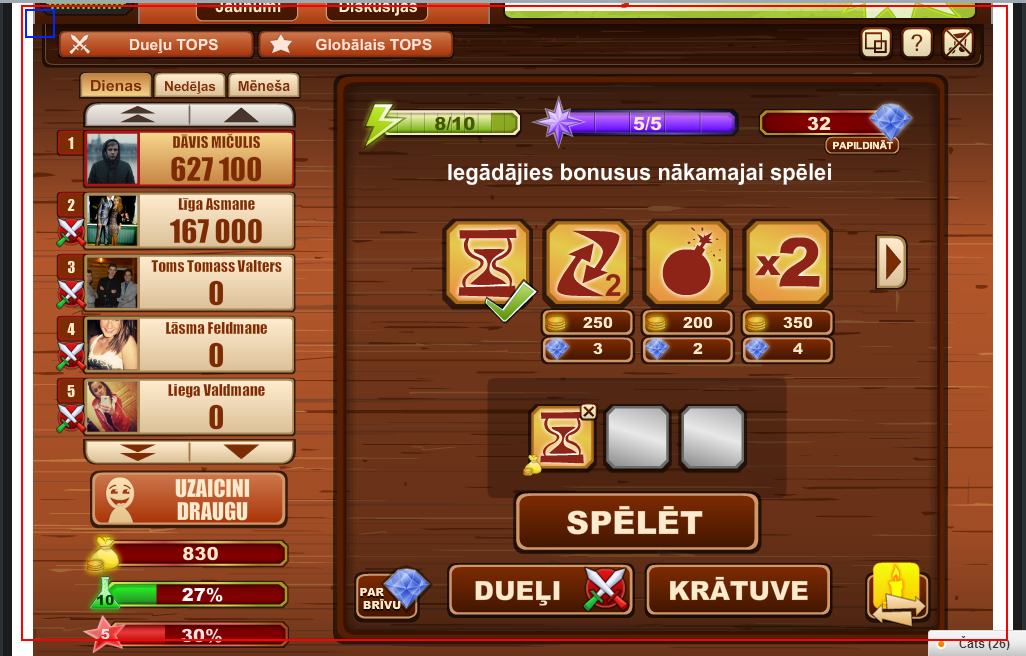 Jaunumi
Diskusijas
Dueļu TOPS
Globālais TOPS
?
Dienas
Nedēļas
Mēneša
8/10
5/5
32
PAPILDINĀT
Iegādājies bonusus nākamajai spēlei
1
DĀVIS MIČULIS
627 100
2
Līga Asmane
167 000
3
Toms Tomass Valters
0
4
Lāsma Feldmane
0
5
Liega Valdmane
0
2
x2
250
200
350
3
2
4
UZAICINI
DRAUGU
SPĒLĒT
830
10
27%
5
30%
PAR
BRĪVU
DUEĻI
KRĀTUVE
Čats (26)